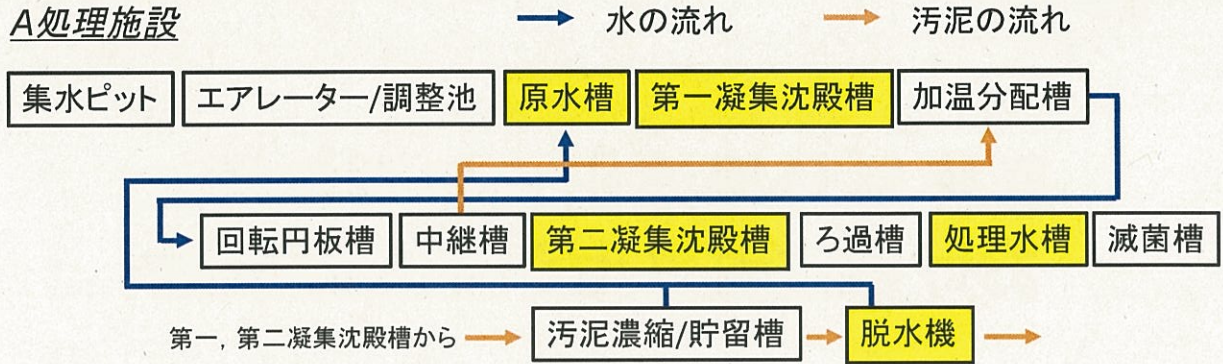 A処理施設 水の流れ 汚泥の流れ
集水ピット エアレーター/調整池 原水槽 第一凝集沈殿槽 加温分配槽
回転円板槽 中継槽 第二凝集沈殿槽 ろ過槽 処理水槽 滅菌槽
第一, 第二凝集沈殿槽から 汚泥濃縮/貯留槽 脱水機